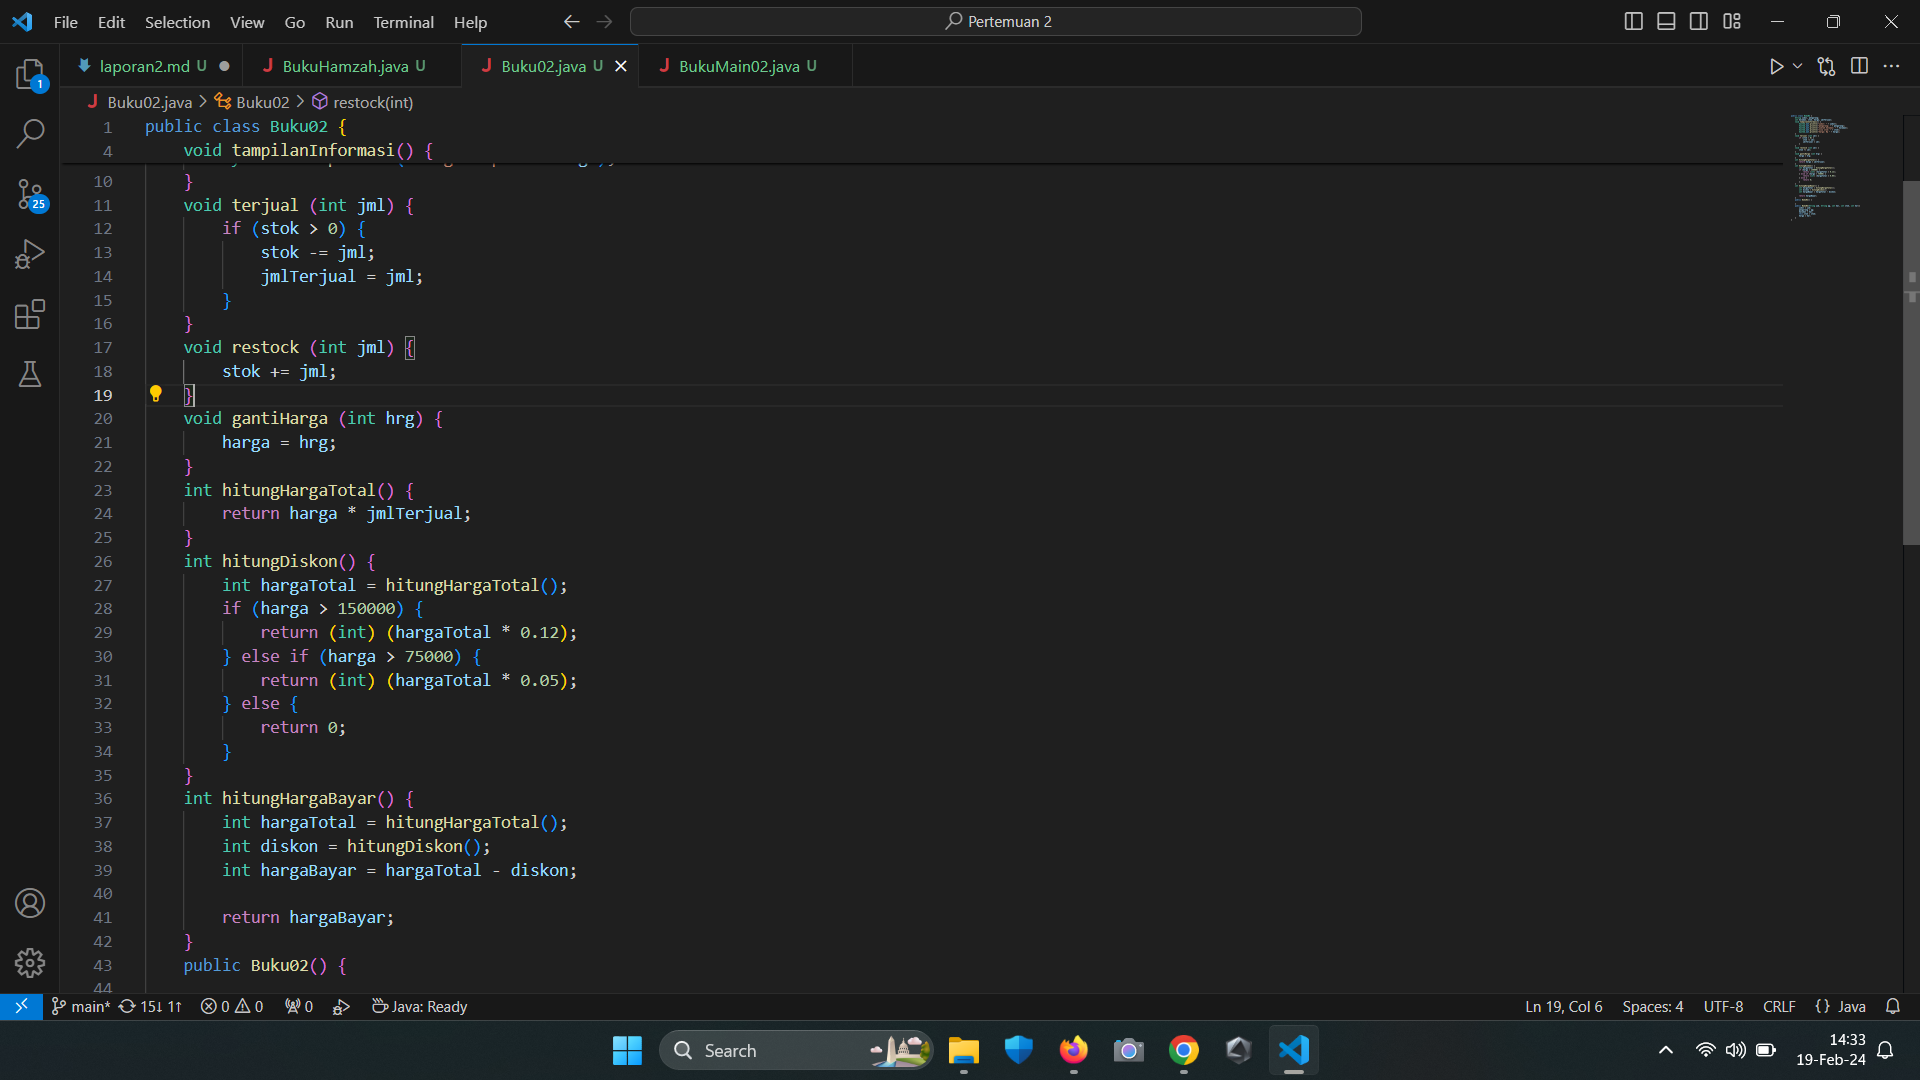 File Edit Selection View Go Run Terminal Help
Pertemuan 2
laporan2.md U
J BukuHamzah.java U
J Buku02.java U
J BukuMain02.java U
J Buku02.java > Buku02 > restock(int)
1 public class Buku02 {
4 void tampilanInformasi() {
10 }
11 void terjual (int jml) {
12 if (stok > 0) {
13 stok -= jml;
14 jmlTerjual = jml;
15 }
16 }
17 void restock (int jml) {
18 stok += jml;
19 }
20 void gantiHarga (int hrg) {
21 harga = hrg;
22 }
23 int hitungHargaTotal() {
24 return harga * jmlTerjual;
25 }
26 int hitungDiskon() {
27 int hargaTotal = hitungHargaTotal();
28 if (harga > 150000) {
29 return (int) (hargaTotal * 0.12);
30 } else if (harga > 75000) {
31 return (int) (hargaTotal * 0.05);
32 } else {
33 return 0;
34 }
35 }
36 int hitungHargaBayar() {
37 int hargaTotal = hitungHargaTotal();
38 int diskon = hitungDiskon();
39 int hargaBayar = hargaTotal - diskon;
40
41 return hargaBayar;
42 }
43 public Buku02() {
44
1
25
main* 15↓ 1↑ 0 0 0 Java: Ready
Ln 19, Col 6 Spaces: 4 UTF-8 CRLF {} Java
Search
14:33
19-Feb-24